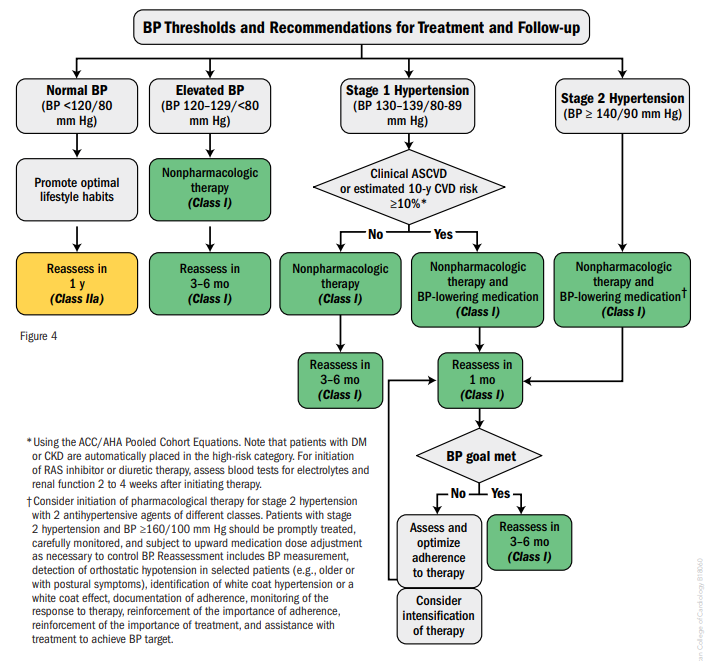 BP Thresholds and Recommendations for Treatment and Follow-up
Normal BP
(BP <120/80
mm Hg)
Elevated BP
(BP 120–129/<80
mm Hg)
Stage 1 Hypertension
(BP 130–139/80-89
mm Hg)
Stage 2 Hypertension
(BP ≥ 140/90 mm Hg)
Promote optimal
lifestyle habits
Nonpharmacologic
therapy
(Class I)
Clinical ASCVD
or estimated 10-y CVD risk
≥10%*
No
Yes
Reassess in
1 y
(Class IIa)
Reassess in
3–6 mo
(Class I)
Nonpharmacologic
therapy
(Class I)
Nonpharmacologic
therapy and
BP-lowering medication
(Class I)
Nonpharmacologic
therapy and
BP-lowering medication†
(Class I)
Figure 4
Reassess in
3–6 mo
(Class I)
Reassess in
1 mo
(Class I)
BP goal met
No
Yes
Assess and
optimize
adherence
to therapy
Reassess in
3–6 mo
(Class I)
Consider
intensification
of therapy
*Using the ACC/AHA Pooled Cohort Equations. Note that patients with DM
or CKD are automatically placed in the high-risk category. For initiation
of RAS inhibitor or diuretic therapy, assess blood tests for electrolytes and
renal function 2 to 4 weeks after initiating therapy.
†Consider initiation of pharmacological therapy for stage 2 hypertension
with 2 antihypertensive agents of different classes. Patients with stage
2 hypertension and BP ≥160/100 mm Hg should be promptly treated,
carefully monitored, and subject to upward medication dose adjustment
as necessary to control BP. Reassessment includes BP measurement,
detection of orthostatic hypotension in selected patients (e.g., older or
with postural symptoms), identification of white coat hypertension or a
white coat effect, documentation of adherence, monitoring of the
response to therapy, reinforcement of the importance of adherence,
reinforcement of the importance of treatment, and assistance with
treatment to achieve BP target.
College of Cardiology B18060